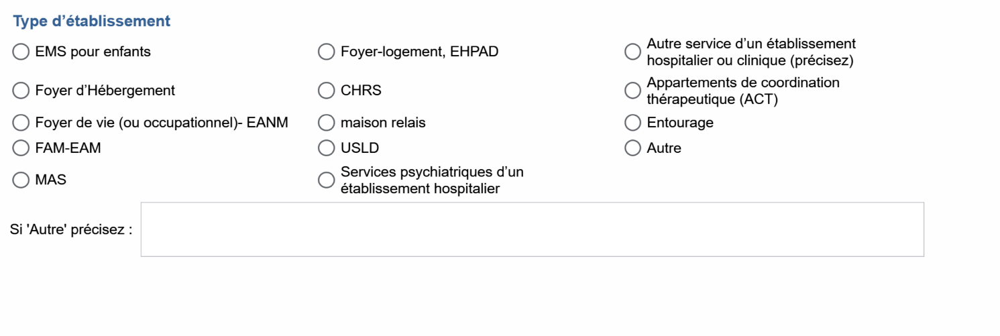 Type d’établissement
EMS pour enfants
Foyer d’Hébergement
Foyer de vie (ou occupationnel)- EANM
FAM-EAM
MAS
Foyer-logement, EHPAD
CHRS
maison relais
USLD
Services psychiatriques d’un
établissement hospitalier
Autre service d’un établissement
hospitalier ou clinique (précisez)
Appartements de coordination
thérapeutique (ACT)
Entourage
Autre
Si 'Autre' précisez :